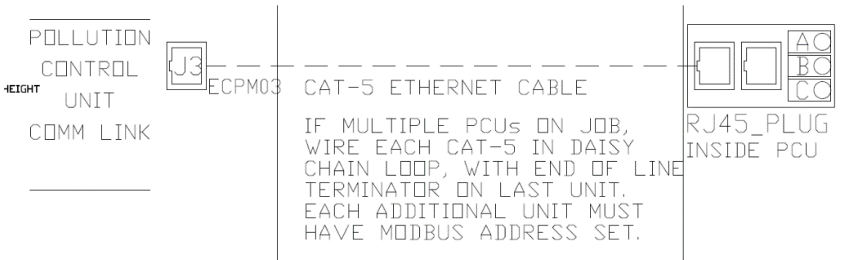 POLLUTION
CONTROL
UNIT
COMM LINK
HEIGHT
J3
ECPM03
CAT-5 ETHERNET CABLE
IF MULTIPLE PCUs ON JOB,
WIRE EACH CAT-5 IN DAISY
CHAIN LOOP, WITH END OF LINE
TERMINATOR ON LAST UNIT.
EACH ADDITIONAL UNIT MUST
HAVE MODBUS ADDRESS SET.
A
B
C
RJ45_PLUG
INSIDE PCU